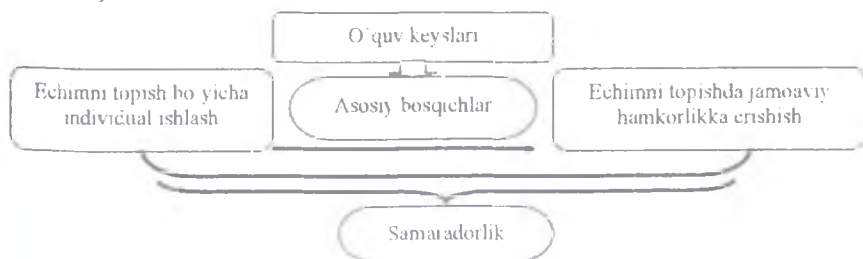 O`quv keyslari
Echimni topish bo yicha
individual ishlash
Asosiy bosqichlar
Echimni topishda jamoaviy
hamkorlikka erishish
Samaradorlik